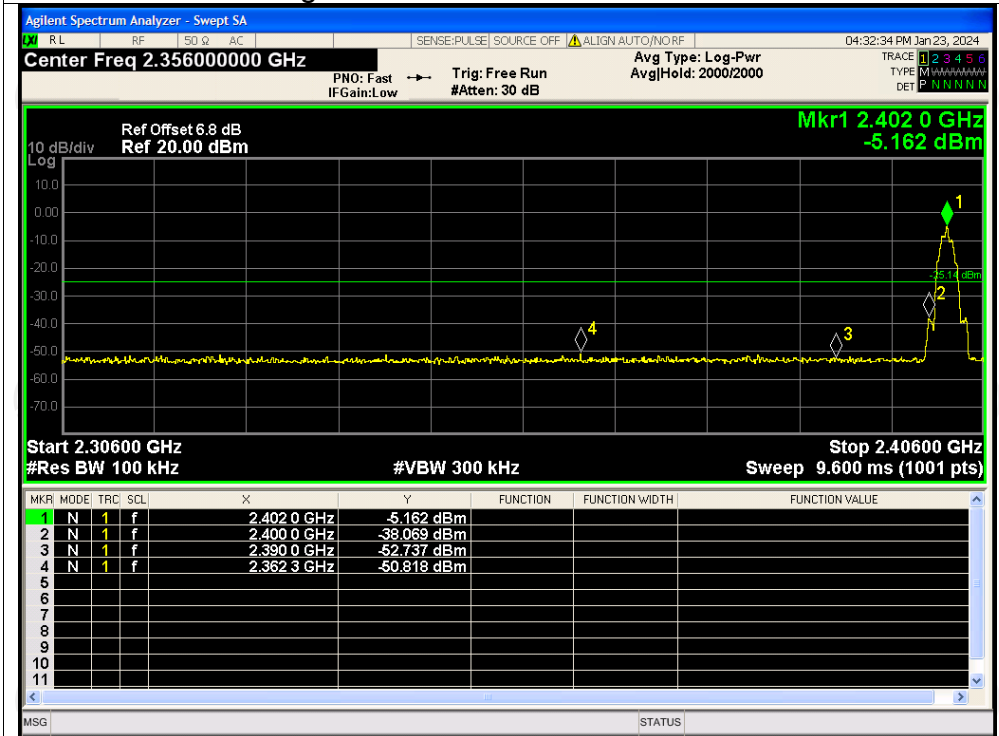 Agilent Spectrum Analyzer - Swept SA
LXI RL RF 50 Ω AC SENSE:PULSE SOURCE OFF ALIGN AUTO/NO RF 04:32:34 PM Jan 23, 2024
Center Freq 2.356000000 GHz
PNO: Fast
IFGain:Low
Trig: Free Run
#Atten: 30 dB
Avg Type: Log-Pwr
Avg|Hold: 2000/2000
TRACE 1 2 3 4 5 6
TYPE M WWWWW
DET P N N N N N
Mkr1 2.402 0 GHz
-5.162 dBm
Ref Offset 6.8 dB
10 dB/div Ref 20.00 dBm
Log
10.0
0.00
-10.0
-20.0
-30.0
-40.0
-50.0
-60.0
-70.0
1
-25.14 dBm
2
4
3
Start 2.30600 GHz Stop 2.40600 GHz
#Res BW 100 kHz #VBW 300 kHz Sweep 9.600 ms (1001 pts)
MKR MODE TRC SCL X Y FUNCTION FUNCTION WIDTH FUNCTION VALUE
1 N 1 f 2.402 0 GHz -5.162 dBm
2 N 1 f 2.400 0 GHz -38.069 dBm
3 N 1 f 2.390 0 GHz -52.737 dBm
4 N 1 f 2.362 3 GHz -50.818 dBm
5
6
7
8
9
10
11
MSG STATUS